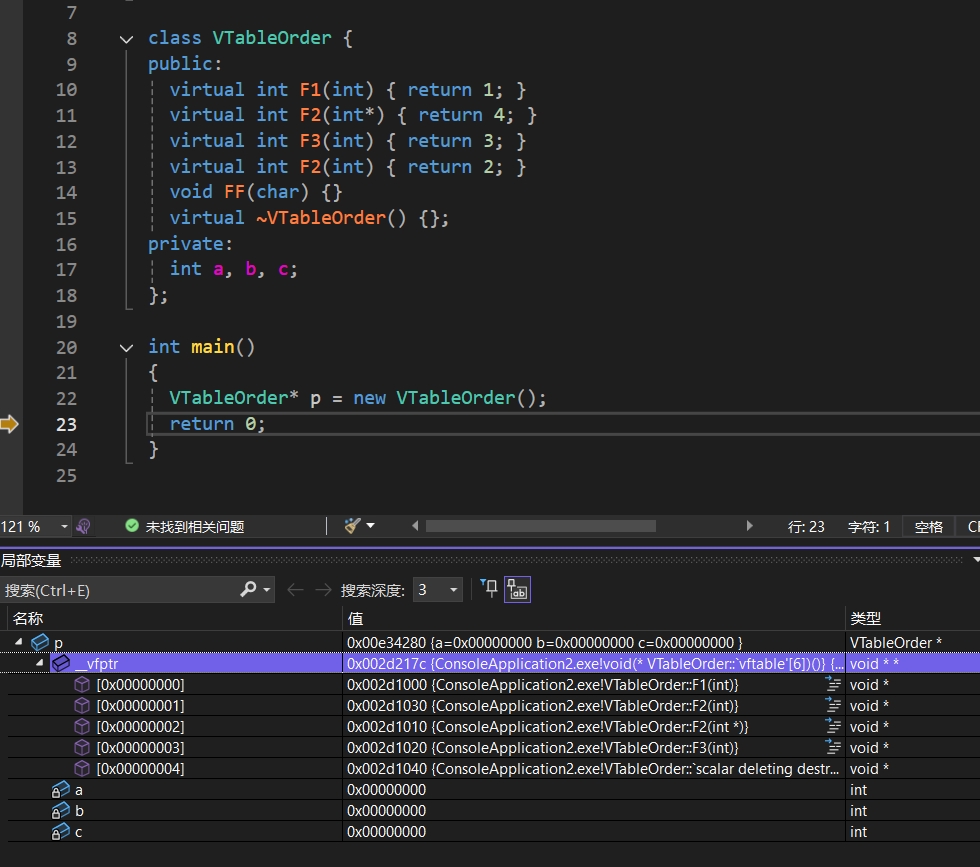 7
8 class VTableOrder {
9 public:
10 virtual int F1(int) { return 1; }
11 virtual int F2(int*) { return 4; }
12 virtual int F3(int) { return 3; }
13 virtual int F2(int) { return 2; }
14 void FF(char) {}
15 virtual ~VTableOrder() {};
16 private:
17 int a, b, c;
18 };
19
20 int main()
21 {
22 VTableOrder* p = new VTableOrder();
23 return 0;
24 }
25
121 % 未找到相关问题 行: 23 字符: 1 空格
局部变量
搜索(Ctrl+E) 搜索深度: 3
名称 值 类型
p 0x00e34280 {a=0x00000000 b=0x00000000 c=0x00000000 } VTableOrder *
__vfptr 0x002d217c {ConsoleApplication2.exe!void(* VTableOrder::`vftable'[6])()} {... void * *
[0x00000000] 0x002d1000 {ConsoleApplication2.exe!VTableOrder::F1(int)} void *
[0x00000001] 0x002d1030 {ConsoleApplication2.exe!VTableOrder::F2(int)} void *
[0x00000002] 0x002d1010 {ConsoleApplication2.exe!VTableOrder::F2(int *)} void *
[0x00000003] 0x002d1020 {ConsoleApplication2.exe!VTableOrder::F3(int)} void *
[0x00000004] 0x002d1040 {ConsoleApplication2.exe!VTableOrder::`scalar deleting destr... void *
a 0x00000000 int
b 0x00000000 int
c 0x00000000 int